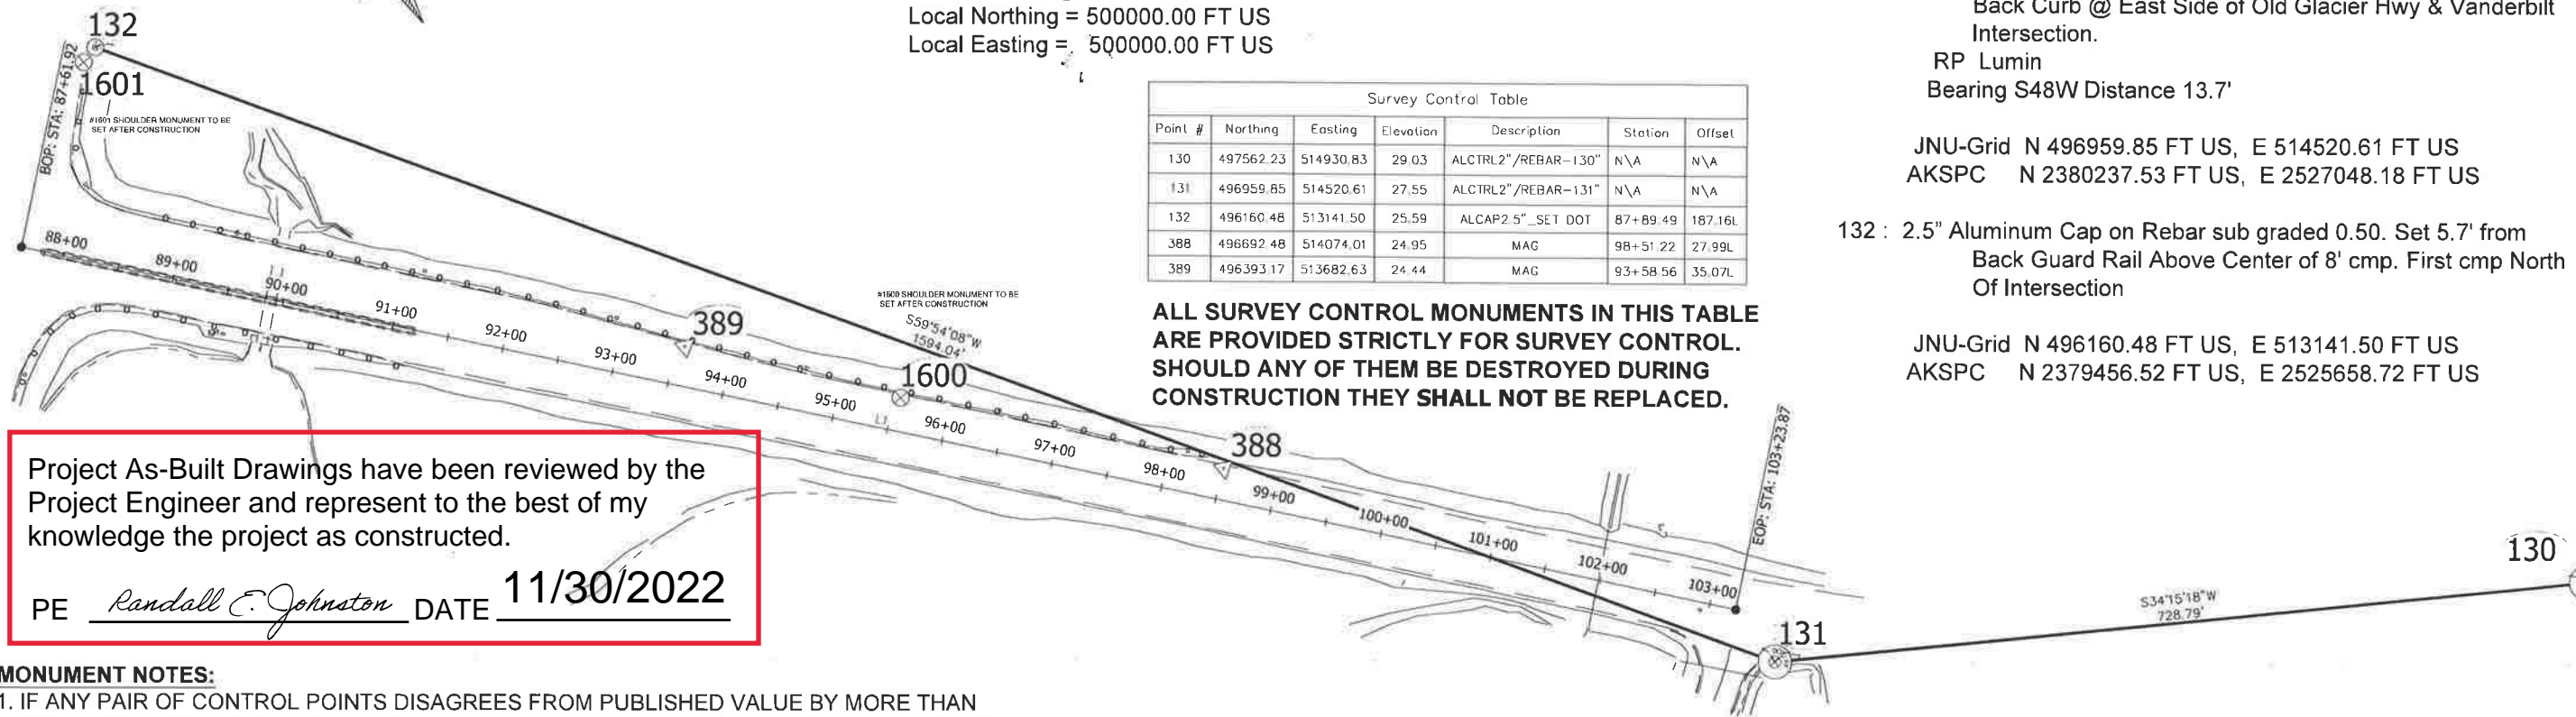 Local Northing = 500000.00 FT US
Local Easting = 500000.00 FT US
Back Curb @ East Side of Old Glacier Hwy & Vanderbilt
Intersection.
RP Lumin
Bearing S48W Distance 13.7'
JNU-Grid N 496959.85 FT US, E 514520.61 FT US
AKSPC N 2380237.53 FT US, E 2527048.18 FT US
132 : 2.5" Aluminum Cap on Rebar sub graded 0.50. Set 5.7' from
Back Guard Rail Above Center of 8' cmp. First cmp North
Of Intersection
JNU-Grid N 496160.48 FT US, E 513141.50 FT US
AKSPC N 2379456.52 FT US, E 2525658.72 FT US
Survey Control Table
Point # Northing Easting Elevation Description Station Offset
130 497562.23 514930.83 29.03 ALCTRL2"/REBAR-130" N\A N\A
131 496959.85 514520.61 27.55 ALCTRL2"/REBAR-131" N\A N\A
132 496160.48 513141.50 25.59 ALCAP2.5"_SET DOT 87+89.49 187.16L
388 496692.48 514074.01 24.95 MAG 98+51.22 27.99L
389 496393.17 513682.63 24.44 MAG 93+58.56 35.07L
ALL SURVEY CONTROL MONUMENTS IN THIS TABLE
ARE PROVIDED STRICTLY FOR SURVEY CONTROL.
SHOULD ANY OF THEM BE DESTROYED DURING
CONSTRUCTION THEY SHALL NOT BE REPLACED.
132
1601
BOP: STA: 87+61.92
#1601 SHOULDER MONUMENT TO BE
SET AFTER CONSTRUCTION
88+00
89+00
90+00
91+00
92+00
93+00
94+00
95+00
96+00
97+00
98+00
99+00
100+00
101+00
102+00
103+00
389
#1600 SHOULDER MONUMENT TO BE
SET AFTER CONSTRUCTION
S59°54'08"W
1594.04'
1600
388
EOP: STA: 103+23.87
131
S34°15'18"W
728.79'
130
Project As-Built Drawings have been reviewed by the
Project Engineer and represent to the best of my
knowledge the project as constructed.
PE Randall E. Johnston DATE 11/30/2022
MONUMENT NOTES:
1. IF ANY PAIR OF CONTROL POINTS DISAGREES FROM PUBLISHED VALUE BY MORE THAN